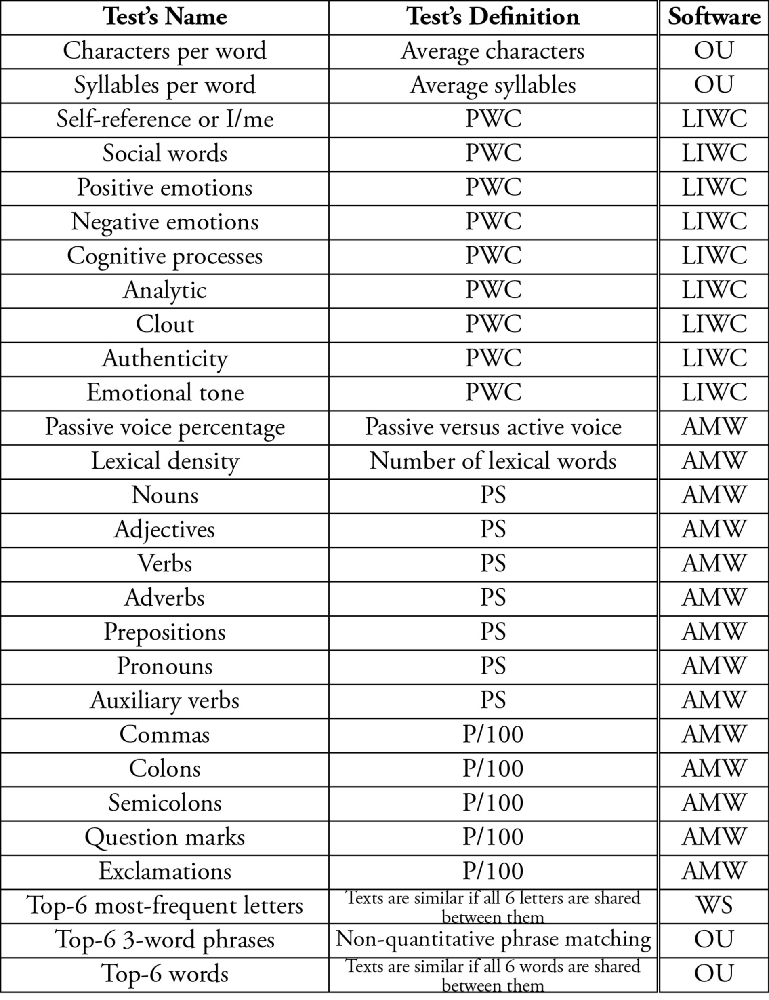 Test’s Name Test’s Definition Software
Characters per word Average characters OU
Syllables per word Average syllables OU
Self-reference or I/me PWC LIWC
Social words PWC LIWC
Positive emotions PWC LIWC
Negative emotions PWC LIWC
Cognitive processes PWC LIWC
Analytic PWC LIWC
Clout PWC LIWC
Authenticity PWC LIWC
Emotional tone PWC LIWC
Passive voice percentage Passive versus active voice AMW
Lexical density Number of lexical words AMW
Nouns PS AMW
Adjectives PS AMW
Verbs PS AMW
Adverbs PS AMW
Prepositions PS AMW
Pronouns PS AMW
Auxiliary verbs PS AMW
Commas P/100 AMW
Colons P/100 AMW
Semicolons P/100 AMW
Question marks P/100 AMW
Exclamations P/100 AMW
Top-6 most-frequent letters Texts are similar if all 6 letters are shared
between them WS
Top-6 3-word phrases Non-quantitative phrase matching OU
Top-6 words Texts are similar if all 6 words are shared
between them OU